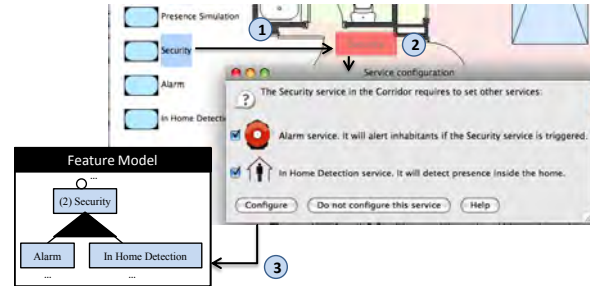 Presence Simulation
1
Security
2
Alarm
In Home Detectio
Service configuration
?
The Security service in the Corridor requires to set other services:
Alarm service. It will alert inhabitants if the Security service is triggered.
In Home Detection service. It will detect presence inside the home.
Configure
Do not configure this service
Help
Feature Model
...
(2) Security
Alarm
In Home Detection
...
...
3